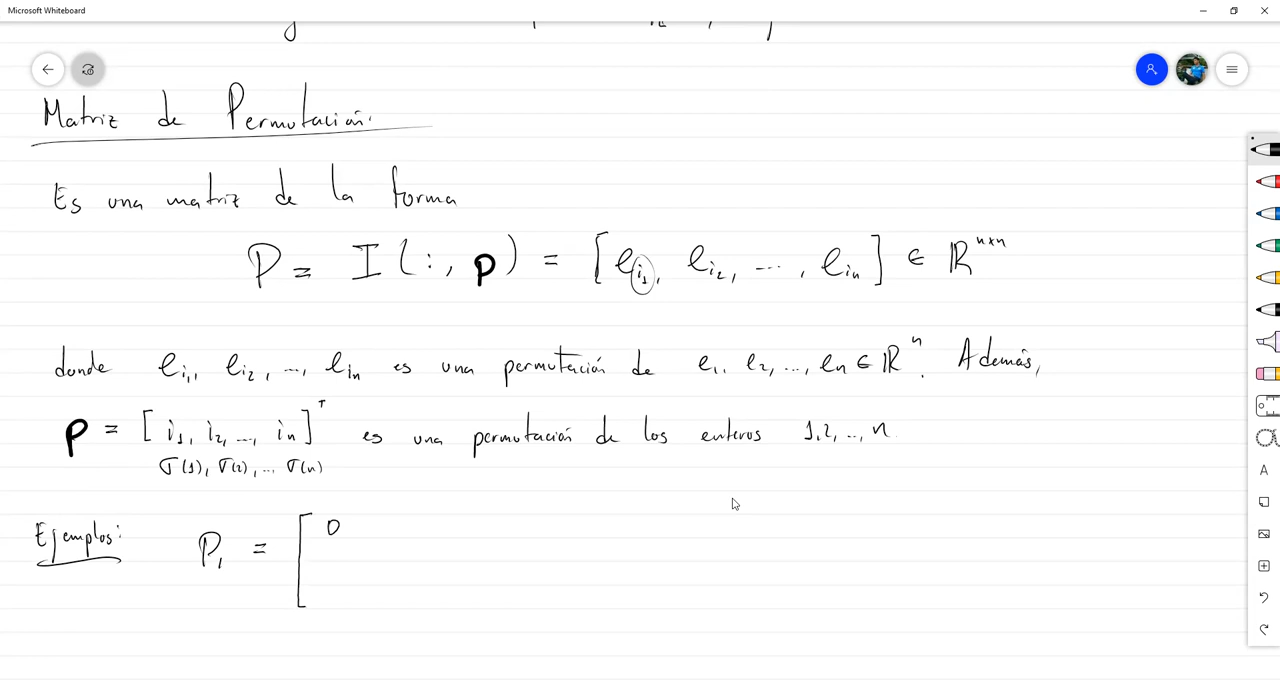 Microsoft Whiteboard
Matriz de Permutación.
Es una matriz de la forma
P = I(:, p) = [e_{i_1}, e_{i_2}, ..., e_{i_n}] ∈ ℝ^{n×n}
donde e_{i_1}, e_{i_2}, ..., e_{i_n} es una permutación de e_1, e_2, ..., e_n ∈ ℝ^n. Además,
p = [i_1, i_2, ..., i_n]^T es una permutación de los enteros 1,2,...,n.
σ(1), σ(2), ... σ(n)
Ejemplos: P_1 = [ 0
A